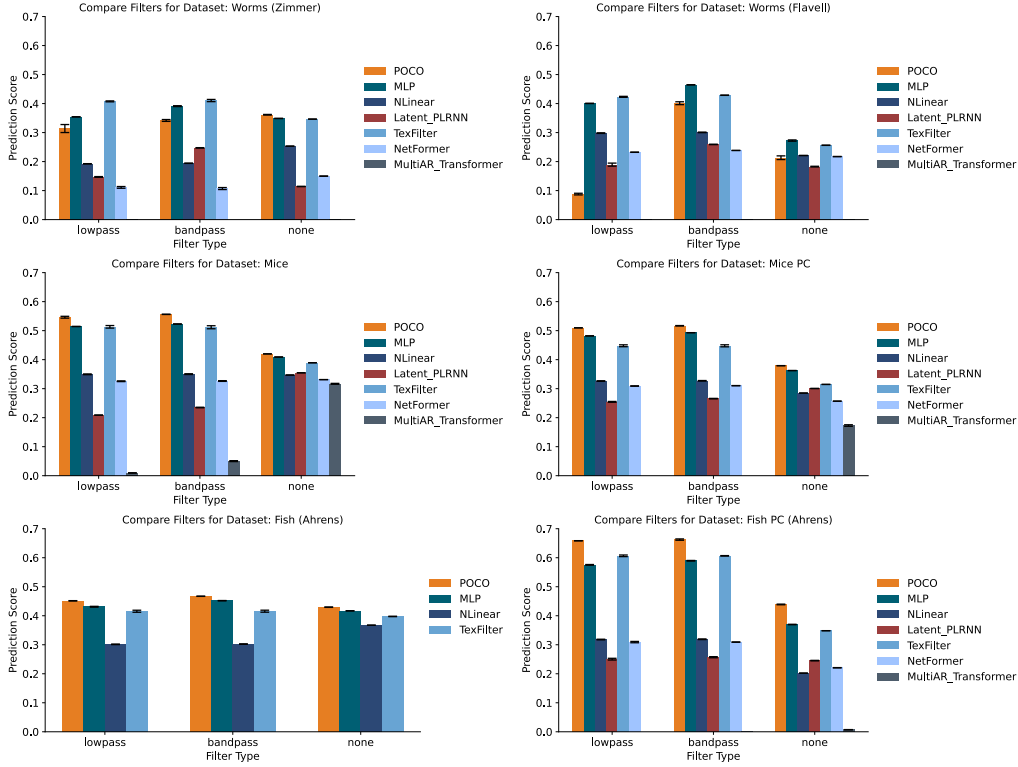 Compare Filters for Dataset: Worms (Zimmer)
0.7
0.6
0.5
0.4
0.3
0.2
0.1
0.0
Prediction Score
lowpass
bandpass
none
Filter Type
POCO
MLP
NLinear
Latent_PLRNN
TexFilter
NetFormer
MultiAR_Transformer
Compare Filters for Dataset: Worms (Flavell)
0.7
0.6
0.5
0.4
0.3
0.2
0.1
0.0
Prediction Score
lowpass
bandpass
none
Filter Type
POCO
MLP
NLinear
Latent_PLRNN
TexFilter
NetFormer
MultiAR_Transformer
Compare Filters for Dataset: Mice
0.7
0.6
0.5
0.4
0.3
0.2
0.1
0.0
Prediction Score
lowpass
bandpass
none
Filter Type
POCO
MLP
NLinear
Latent_PLRNN
TexFilter
NetFormer
MultiAR_Transformer
Compare Filters for Dataset: Mice PC
0.7
0.6
0.5
0.4
0.3
0.2
0.1
0.0
Prediction Score
lowpass
bandpass
none
Filter Type
POCO
MLP
NLinear
Latent_PLRNN
TexFilter
NetFormer
MultiAR_Transformer
Compare Filters for Dataset: Fish (Ahrens)
0.7
0.6
0.5
0.4
0.3
0.2
0.1
0.0
Prediction Score
lowpass
bandpass
none
Filter Type
POCO
MLP
NLinear
TexFilter
Compare Filters for Dataset: Fish PC (Ahrens)
0.7
0.6
0.5
0.4
0.3
0.2
0.1
0.0
Prediction Score
lowpass
bandpass
none
Filter Type
POCO
MLP
NLinear
Latent_PLRNN
TexFilter
NetFormer
MultiAR_Transformer